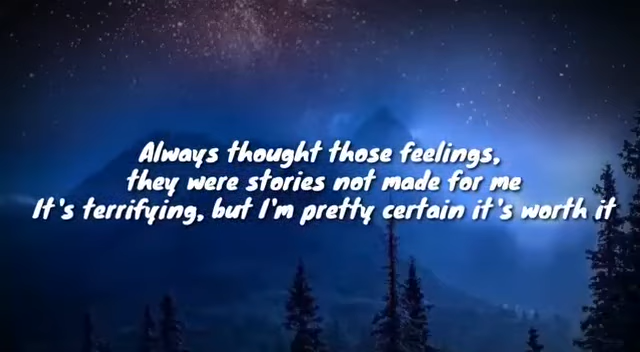 Always thought those feelings,
they were stories not made for me
It's terrifying, but I'm pretty certain it's worth it